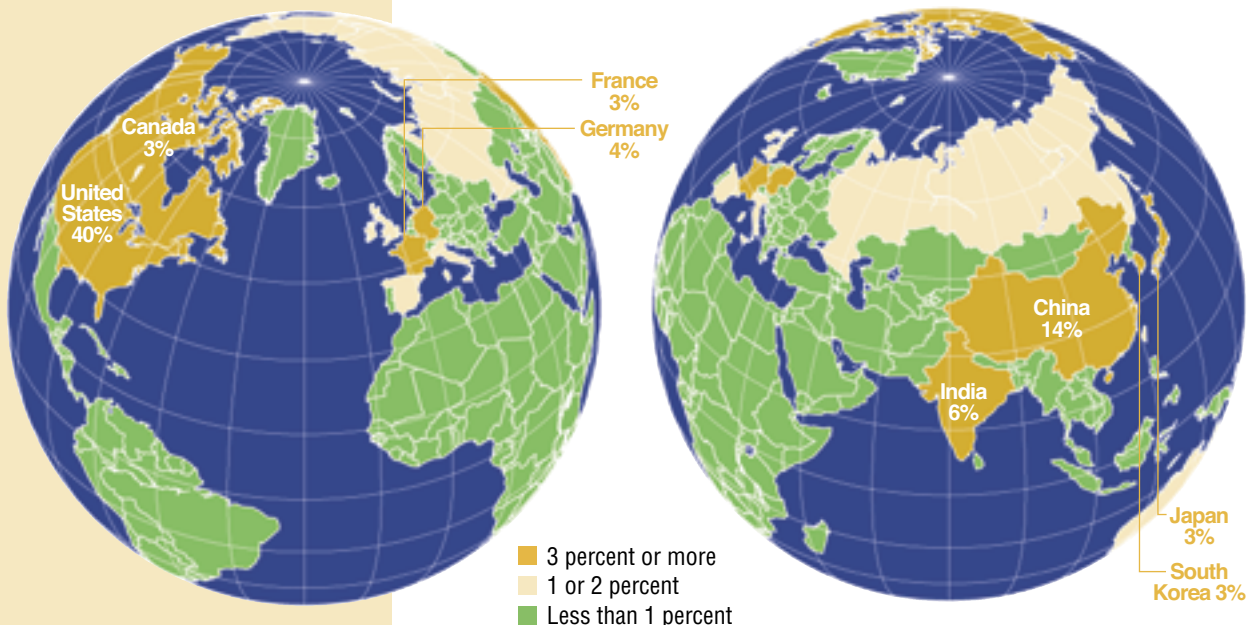 Canada
3%
United
States
40%
France
3%
Germany
4%
China
14%
India
6%
Japan
3%
South
Korea 3%
3 percent or more
1 or 2 percent
Less than 1 percent